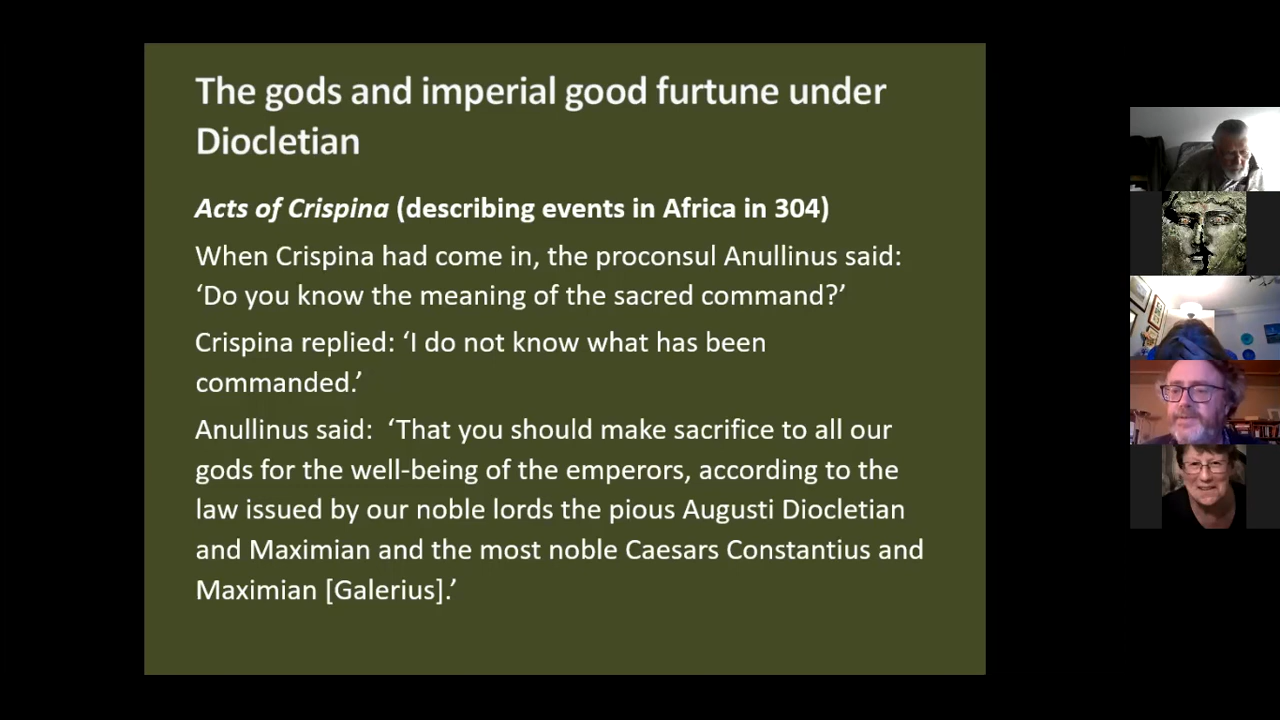 The gods and imperial good furtune under
Diocletian
Acts of Crispina (describing events in Africa in 304)
When Crispina had come in, the proconsul Anullinus said:
‘Do you know the meaning of the sacred command?’
Crispina replied: ‘I do not know what has been
commanded.’
Anullinus said:  ‘That you should make sacrifice to all our
gods for the well-being of the emperors, according to the
law issued by our noble lords the pious Augusti Diocletian
and Maximian and the most noble Caesars Constantius and
Maximian [Galerius].’